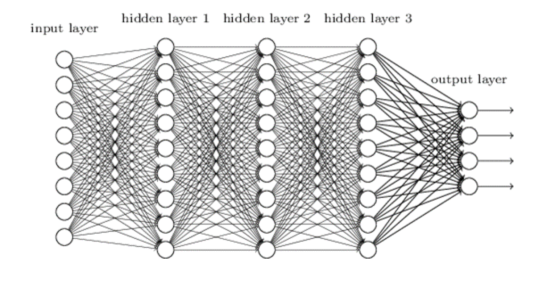 hidden layer 1 hidden layer 2 hidden layer 3
input layer
output layer